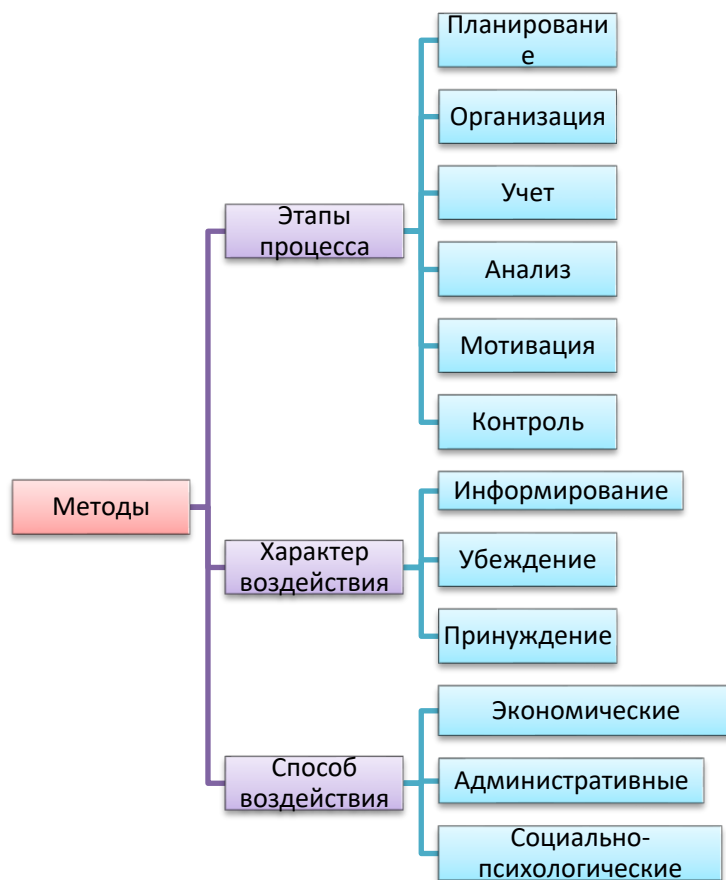 Планировани
е
Организация
Учет
Этапы
процесса
Анализ
Мотивация
Контроль
Методы
Информирование
Характер
воздействия
Убеждение
Принуждение
Экономические
Способ
воздействия
Административные
Социально-
психологические